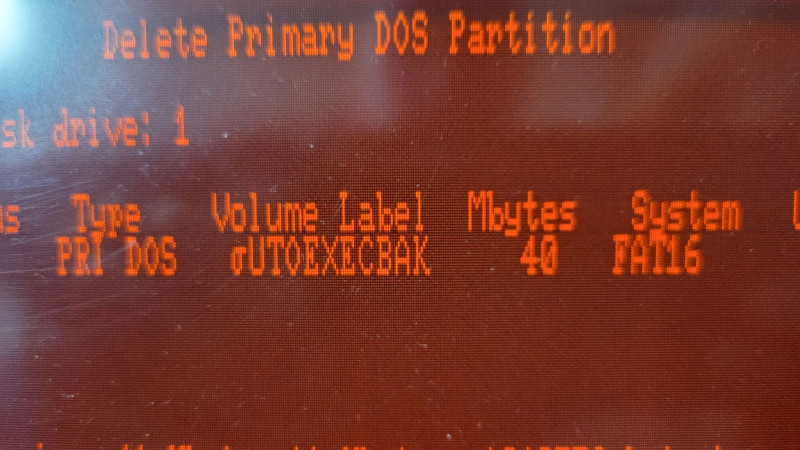 Delete Primary DOS Partition
sk drive: 1
us Type Volume Label Mbytes System
PRI DOS σUTOEXECBAK 40 FAT16